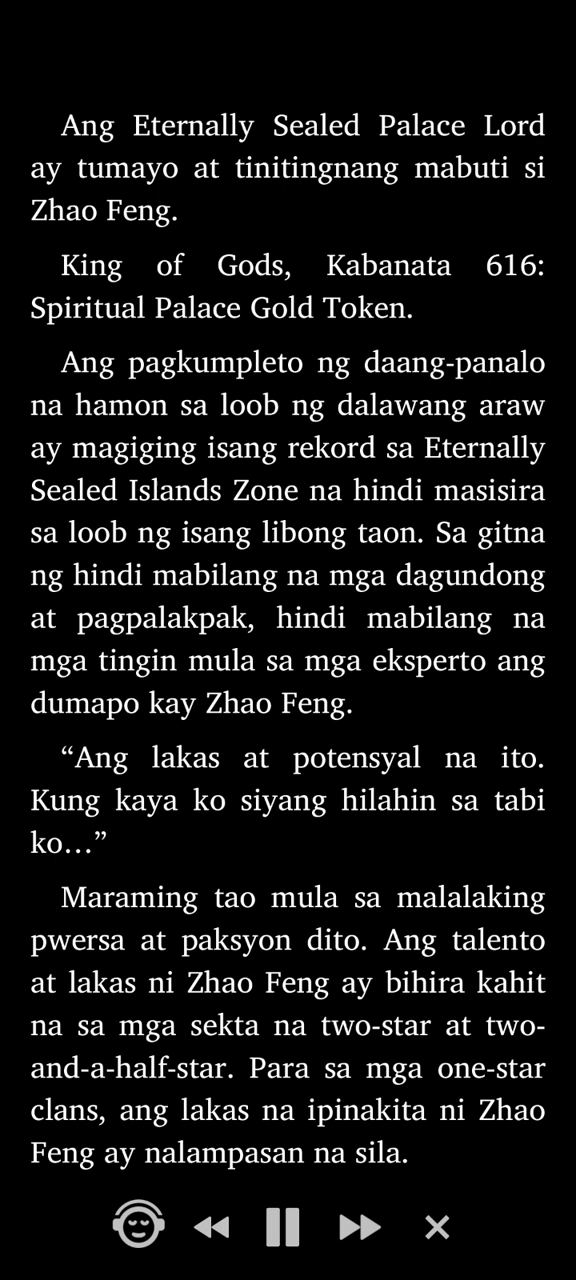 Ang Eternally Sealed Palace Lord
ay tumayo at tinitingnang mabuti si
Zhao Feng.
King of Gods, Kabanata 616:
Spiritual Palace Gold Token.
Ang pagkumpleto ng daang-panalo
na hamon sa loob ng dalawang araw
ay magiging isang rekord sa Eternally
Sealed Islands Zone na hindi masisira
sa loob ng isang libong taon. Sa gitna
ng hindi mabilang na mga dagundong
at pagpalakpak, hindi mabilang na
mga tingin mula sa mga eksperto ang
dumapo kay Zhao Feng.
“Ang lakas at potensyal na ito.
Kung kaya ko siyang hilahin sa tabi
ko…”
Maraming tao mula sa malalaking
pwersa at paksyon dito. Ang talento
at lakas ni Zhao Feng ay bihira kahit
na sa mga sekta na two-star at two-
and-a-half-star. Para sa mga one-star
clans, ang lakas na ipinakita ni Zhao
Feng ay nalampasan na sila.